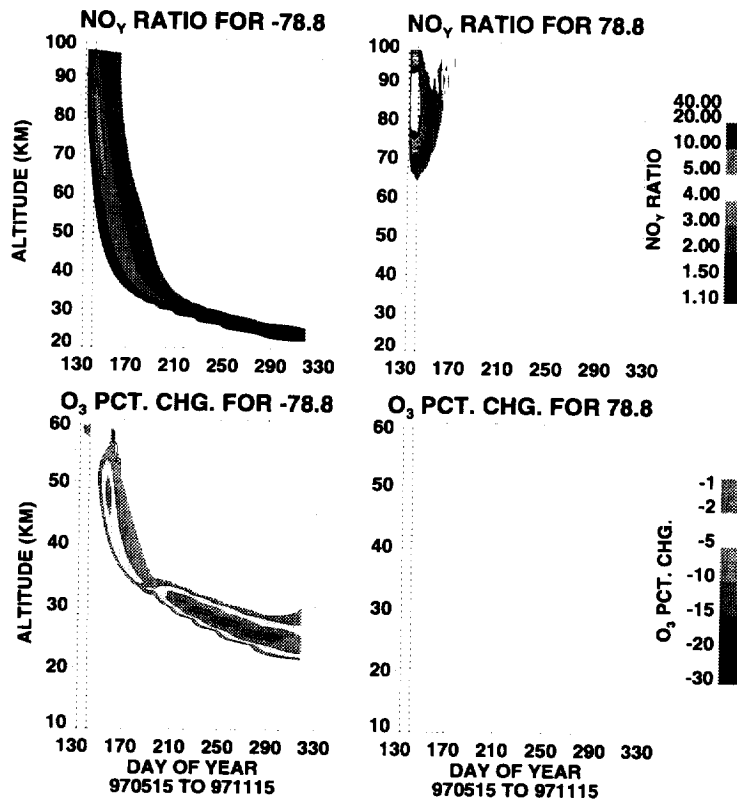 NOY RATIO FOR -78.8
100
90
80
70
60
50
40
30
20
ALTITUDE (KM)
130 170 210 250 290 330
NOY RATIO FOR 78.8
100
90
80
70
60
50
40
30
20
130 170 210 250 290 330
NOY RATIO
40.00
20.00
10.00
5.00
4.00
3.00
2.00
1.50
1.10
O3 PCT. CHG. FOR -78.8
60
50
40
30
20
10
ALTITUDE (KM)
130 170 210 250 290 330
DAY OF YEAR
970515 TO 971115
O3 PCT. CHG. FOR 78.8
60
50
40
30
20
10
130 170 210 250 290 330
DAY OF YEAR
970515 TO 971115
O3 PCT. CHG.
-1
-2
-5
-10
-15
-20
-30